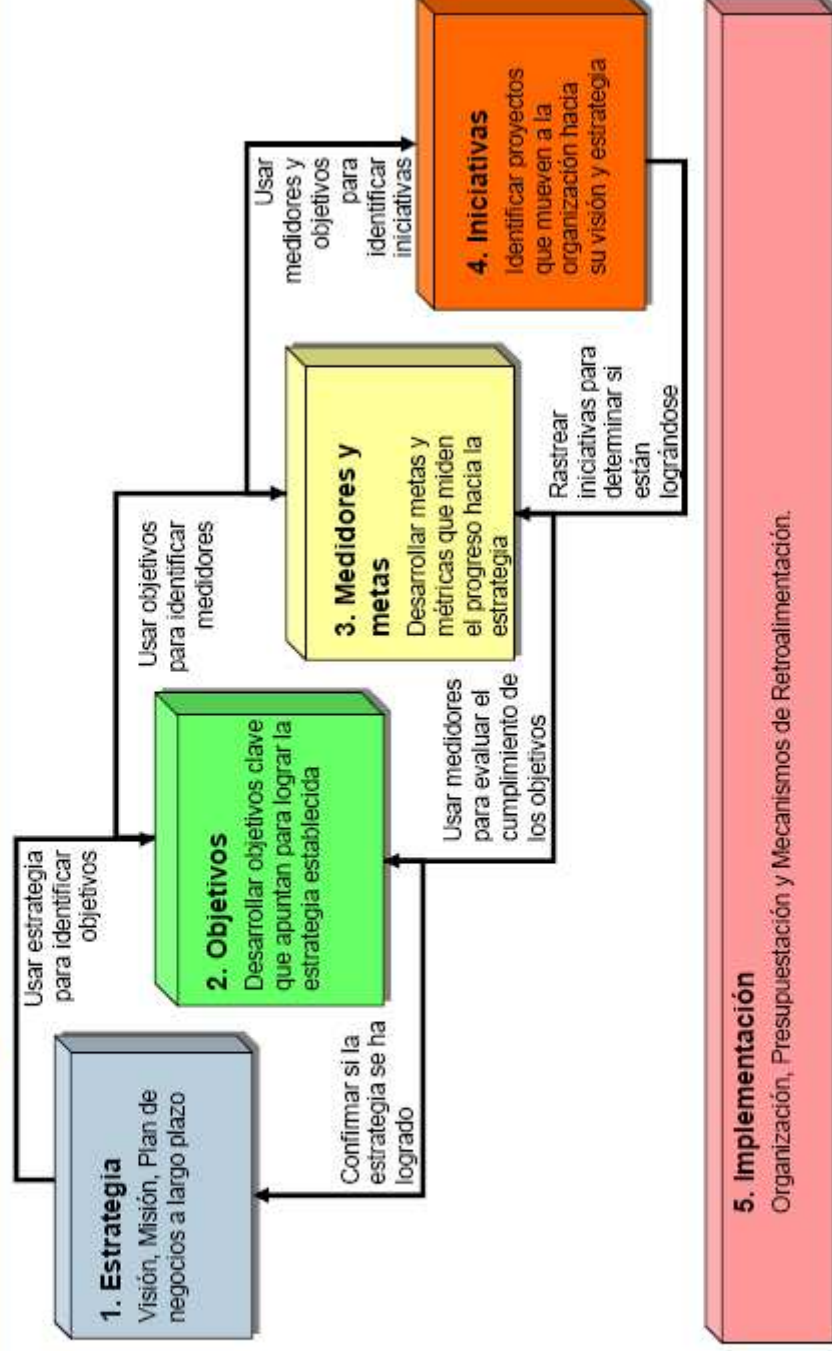 1. Estrategia
Visión, Misión, Plan de
negocios a largo plazo
Usar estrategia
para identificar
objetivos
2. Objetivos
Desarrollar objetivos clave
que apuntan para lograr la
estrategia establecida
Usar objetivos
para identificar
medidores
3. Medidores y
metas
Desarrollar metas y
métricas que miden
el progreso hacia la
estrategia
Usar
medidores y
objetivos
para
identificar
iniciativas
4. Iniciativas
Identificar proyectos
que mueven a la
organización hacia
su visión y estrategia
Confirmar si la
estrategia se ha
logrado
Usar medidores
para evaluar el
cumplimiento de
los objetivos
Rastrear
iniciativas para
determinar si
están
lográndose
5. Implementación
Organización, Presupuestación y Mecanismos de Retroalimentación.